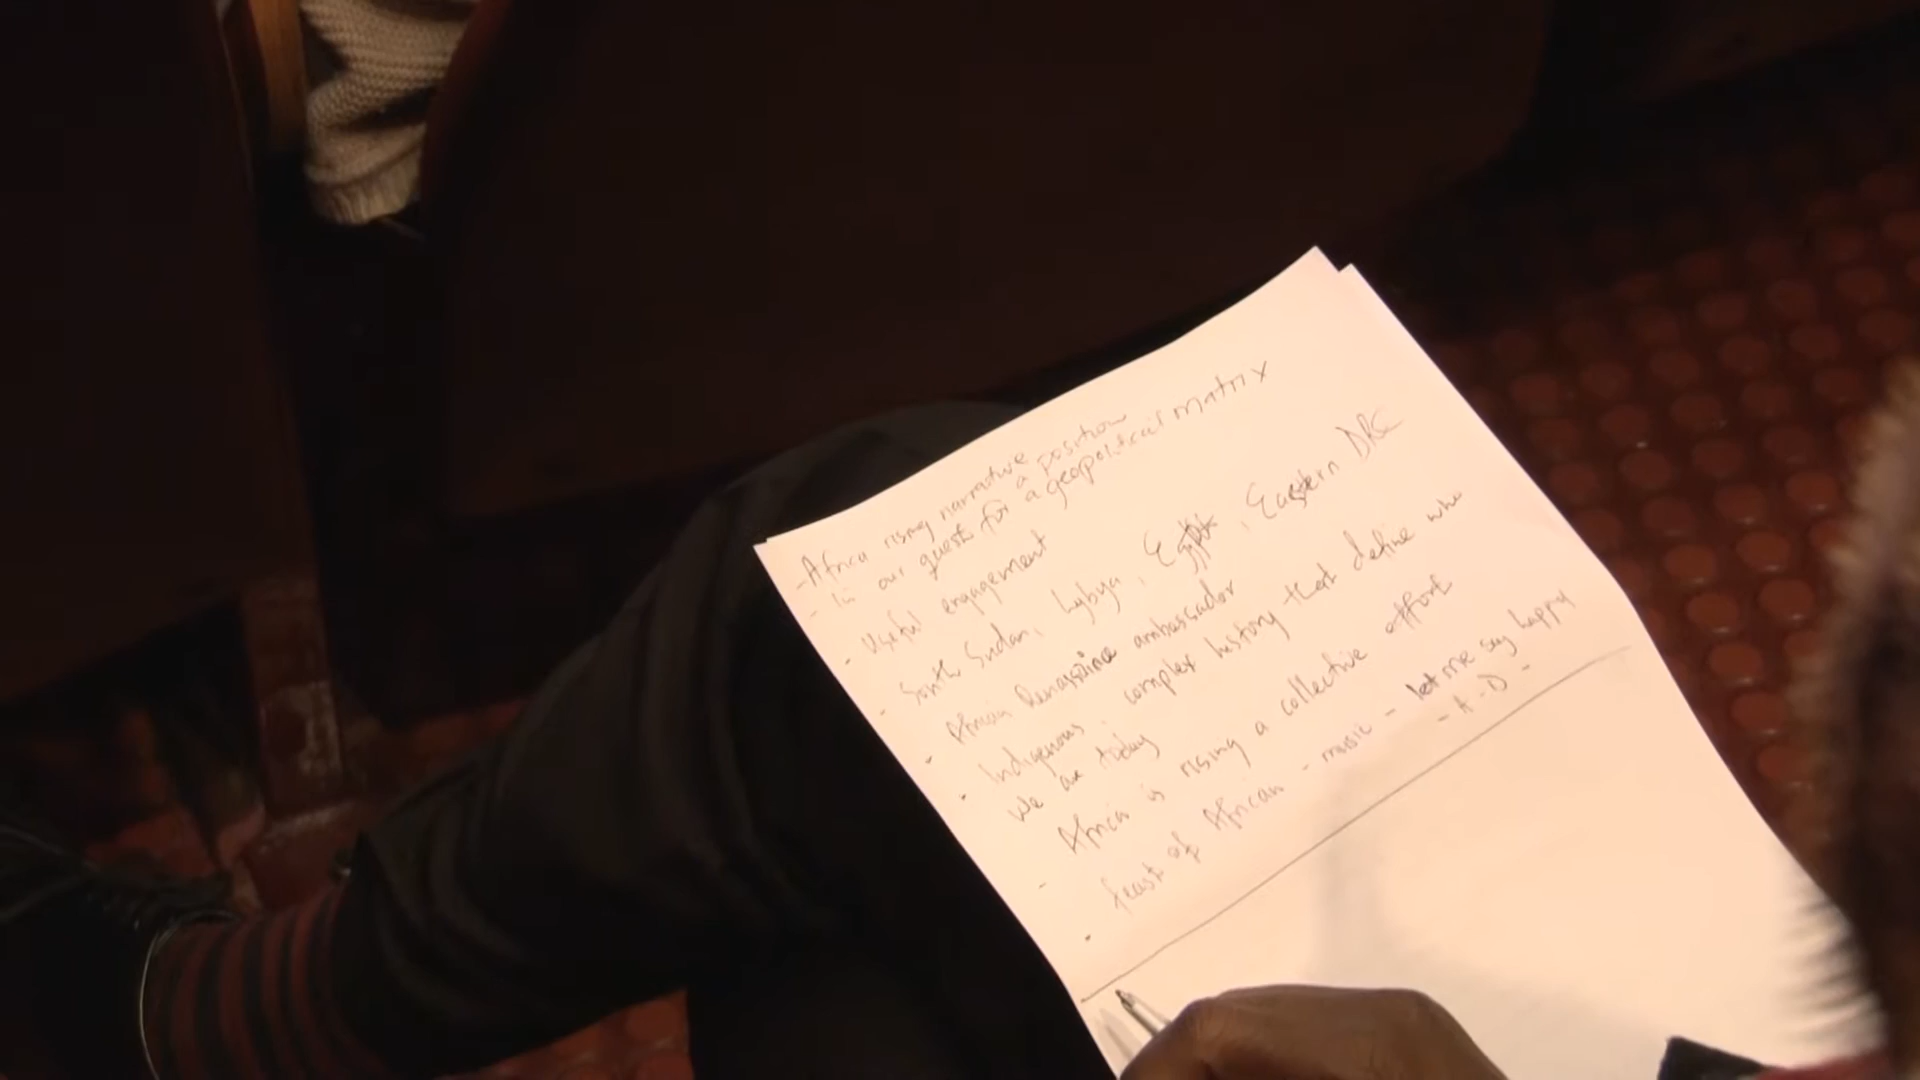 - Africa rising narrative
- In our quest for a position
a geopolitical matrix
• Useful engagement
• South Sudan, Lybya, Egypt, Eastern DRC
• African Renassaince ambassador
• Indigenous - complex history that define who
we are today
- Africa is rising a collective effort
• feast of African - music - let me say happy
- A - D -